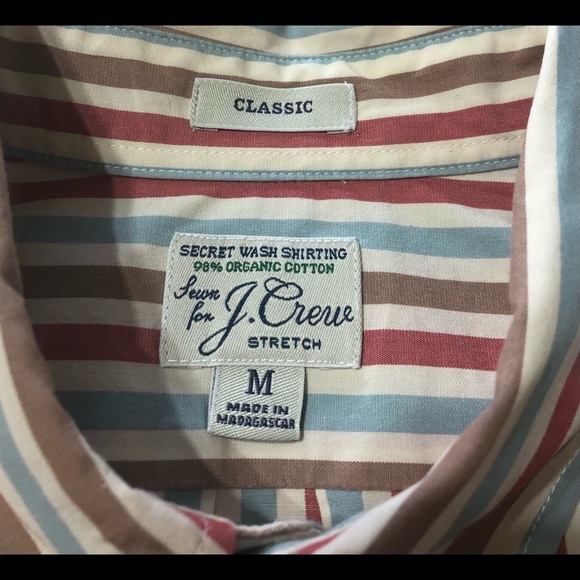 CLASSIC
SECRET WASH SHIRTING
98% ORGANIC COTTON
Sewn
for J.Crew
STRETCH
M
MADE IN
MADAGASCAR